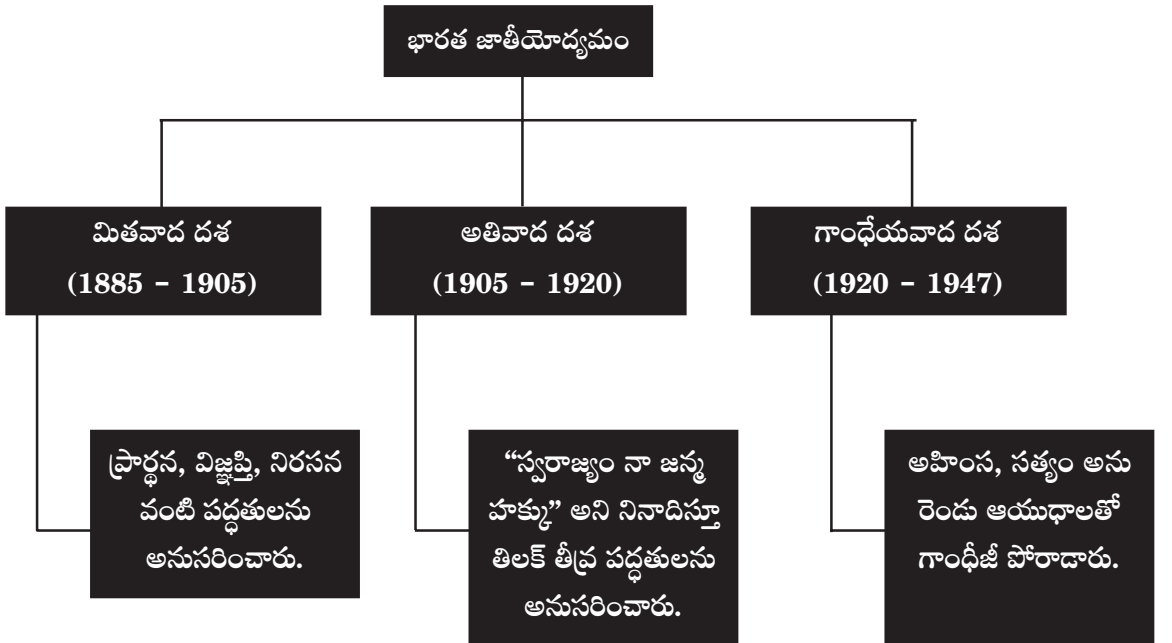 భారత జాతీయోద్యమం
మితవాద దశ
(1885 – 1905)
అతివాద దశ
(1905 – 1920)
గాంధేయవాద దశ
(1920 – 1947)
ప్రార్థన, విజ్ఞప్తి, నిరసన
వంటి పద్ధతులను
అనుసరించారు.
“స్వరాజ్యం నా జన్మ
హక్కు” అని నినాదిస్తూ
తిలక్ తీవ్ర పద్ధతులను
అనుసరించారు.
అహింస, సత్యం అను
రెండు ఆయుధాలతో
గాంధీజీ పోరాడారు.